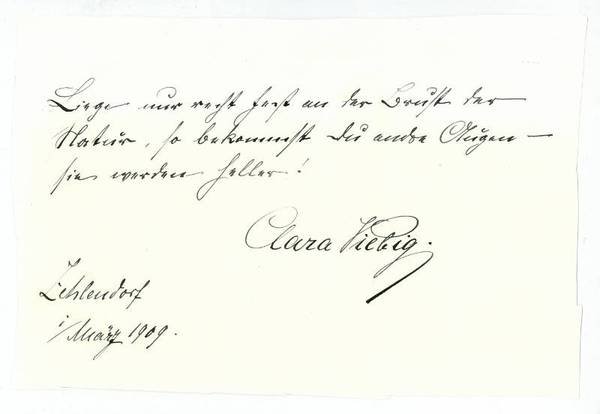 Liege nur recht fest an der Brust der
Natur, so bekommst Du andre Augen —
sie werden heller!
Clara Viebig.
Zehlendorf
i/März 1909.